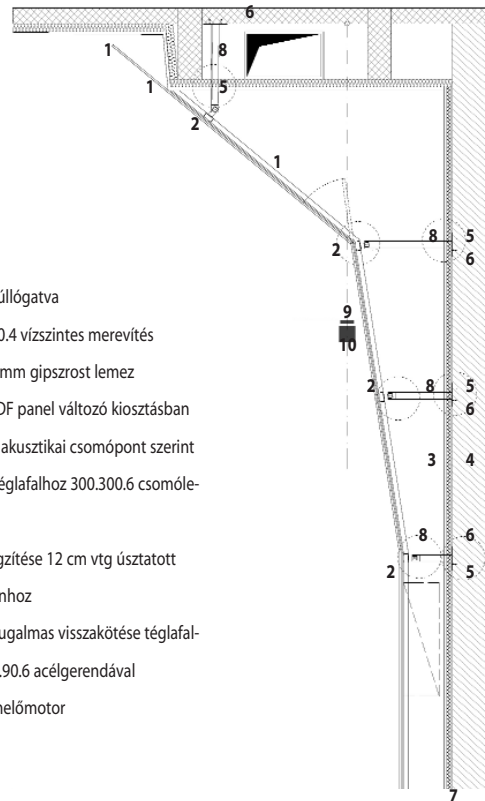 6
8
1
1
5
2
1
2
8
5
6
9
10
2
8
5
6
3
4
8
6
2
5
7
úllógatva
0.4 vízszintes merevítés
mm gipszrost lemez
DF panel változó kiosztásban
akusztikai csomópont szerint
téglafalhoz 300.300.6 csomóle-
gzítése 12 cm vtg úsztatott
nhoz
ugalmas visszakötése téglafal-
.90.6 acélgerendával
nelőmotor